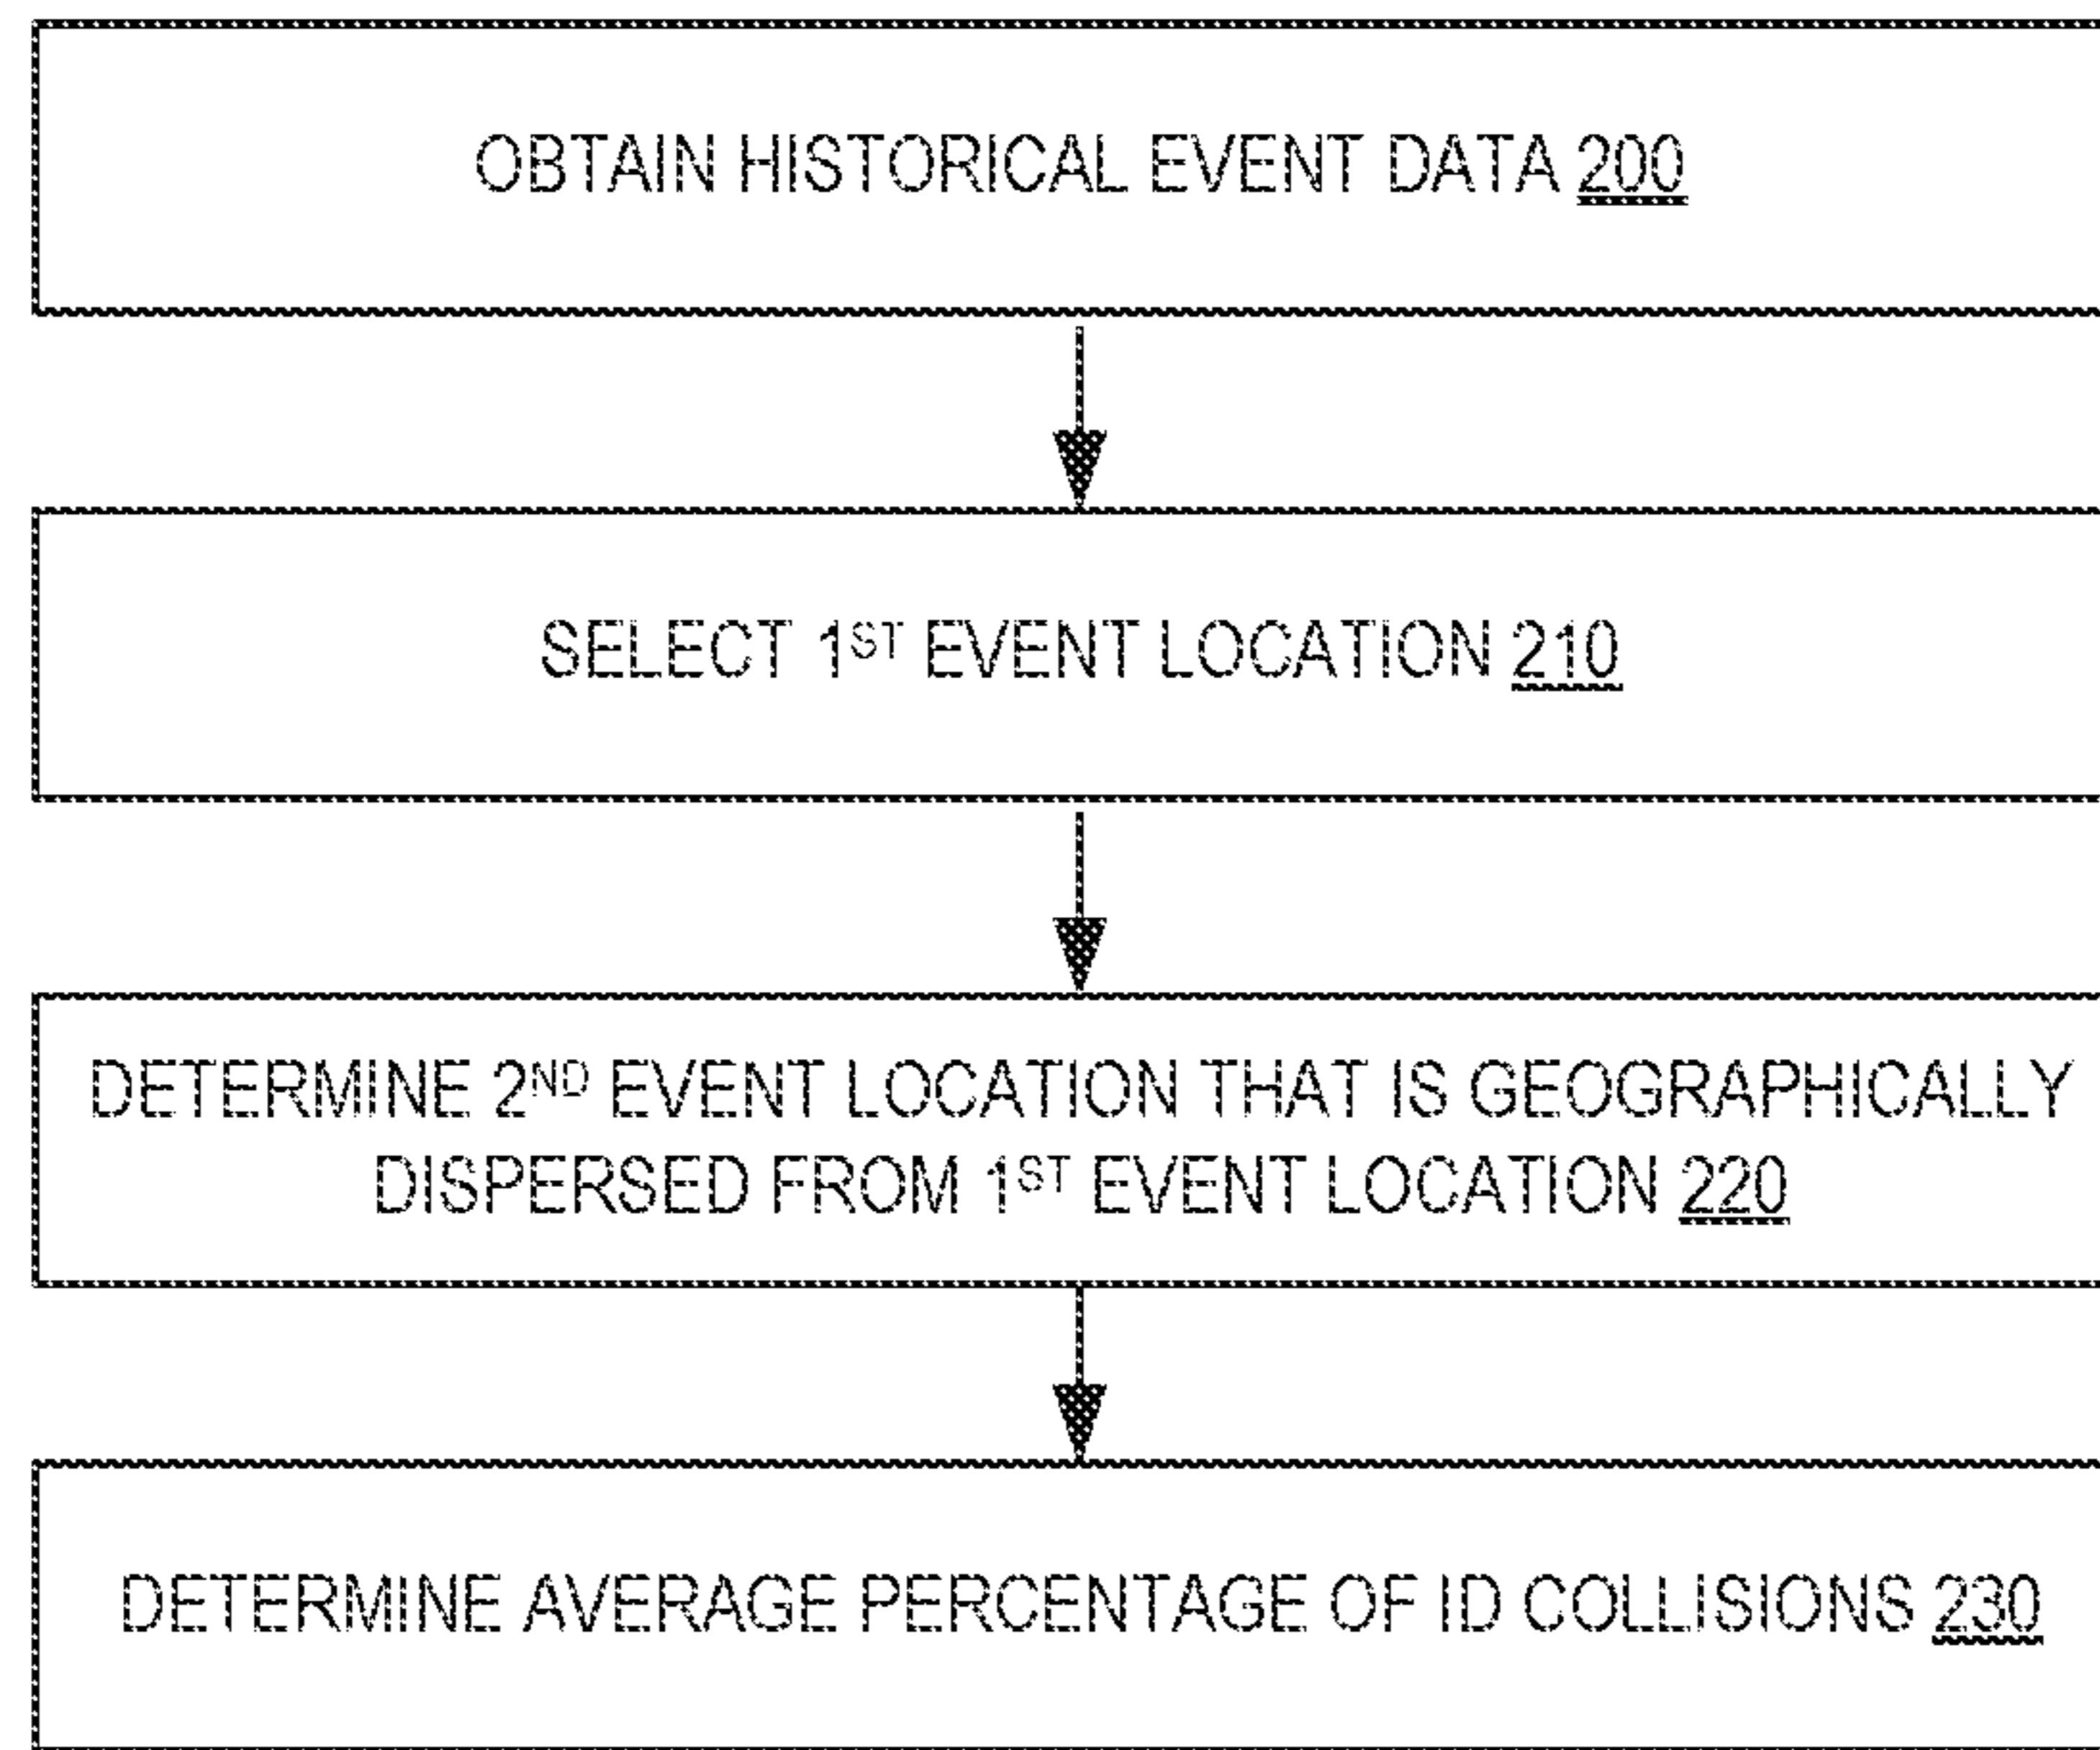 OBTAIN HISTORICAL EVENT DATA 200
SELECT 1ST EVENT LOCATION 210
DETERMINE 2ND EVENT LOCATION THAT IS GEOGRAPHICALLY
DISPERSED FROM 1ST EVENT LOCATION 220
DETERMINE AVERAGE PERCENTAGE OF ID COLLISIONS 230